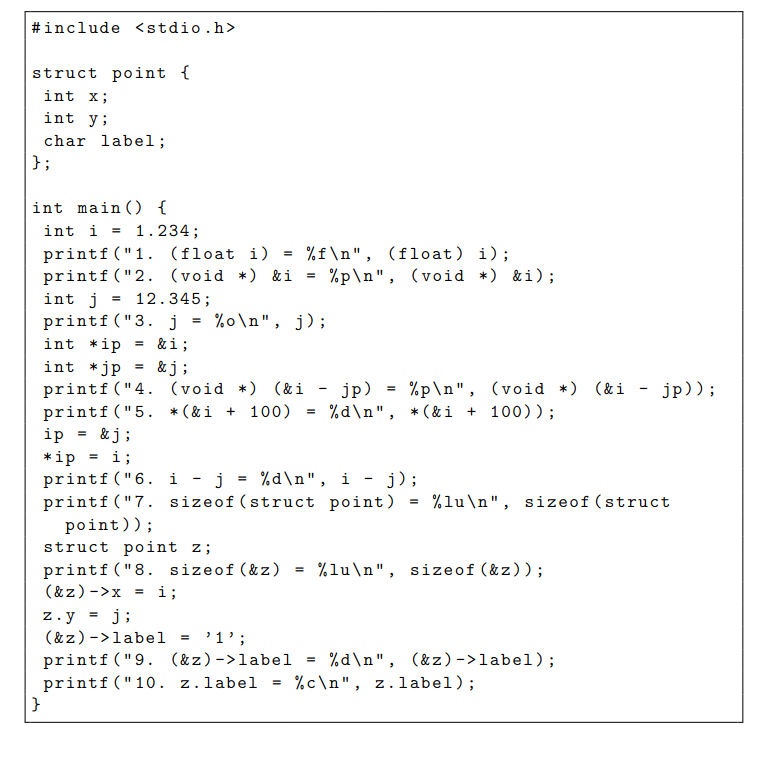 #include <stdio.h>

struct point {
 int x;
 int y;
 char label;
};

int main() {
 int i = 1.234;
 printf("1. (float i) = %f\n", (float) i);
 printf("2. (void *) &i = %p\n", (void *) &i);
 int j = 12.345;
 printf("3. j = %o\n", j);
 int *ip = &i;
 int *jp = &j;
 printf("4. (void *) (&i - jp) = %p\n", (void *) (&i - jp));
 printf("5. *(&i + 100) = %d\n", *(&i + 100));
 ip = &j;
 *ip = i;
 printf("6. i - j = %d\n", i - j);
 printf("7. sizeof(struct point) = %lu\n", sizeof(struct
   point));
 struct point z;
 printf("8. sizeof(&z) = %lu\n", sizeof(&z));
 (&z)->x = i;
 z.y = j;
 (&z)->label = ’1’;
 printf("9. (&z)->label = %d\n", (&z)->label);
 printf("10. z.label = %c\n", z.label);
}